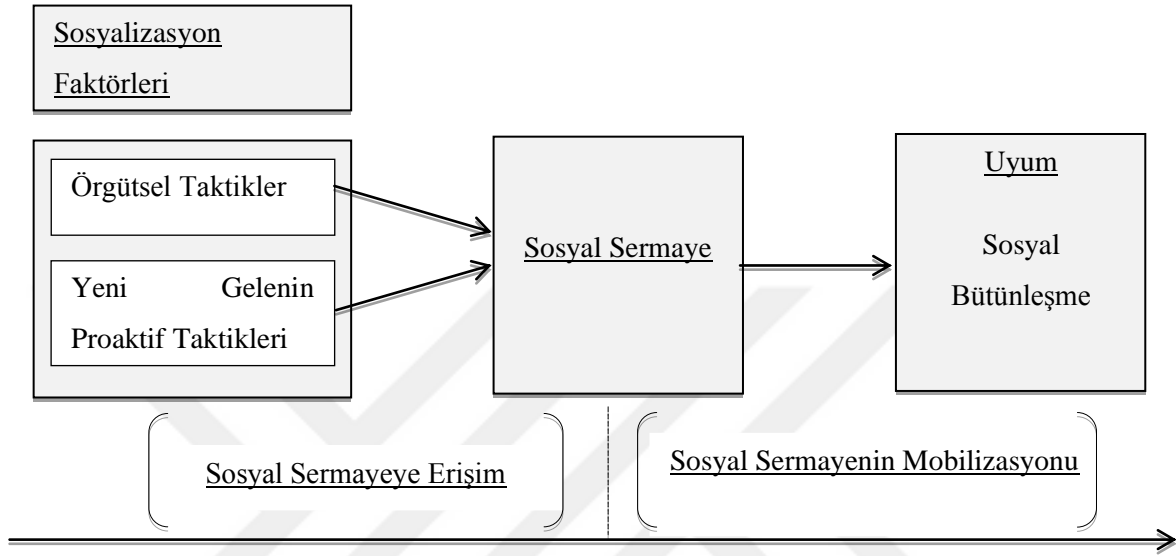 Sosyalizasyon
Faktörleri
Örgütsel Taktikler
Yeni Gelenin
Proaktif Taktikleri
Sosyal Sermaye
Uyum
Sosyal
Bütünleşme
Sosyal Sermayeye Erişim
Sosyal Sermayenin Mobilizasyonu